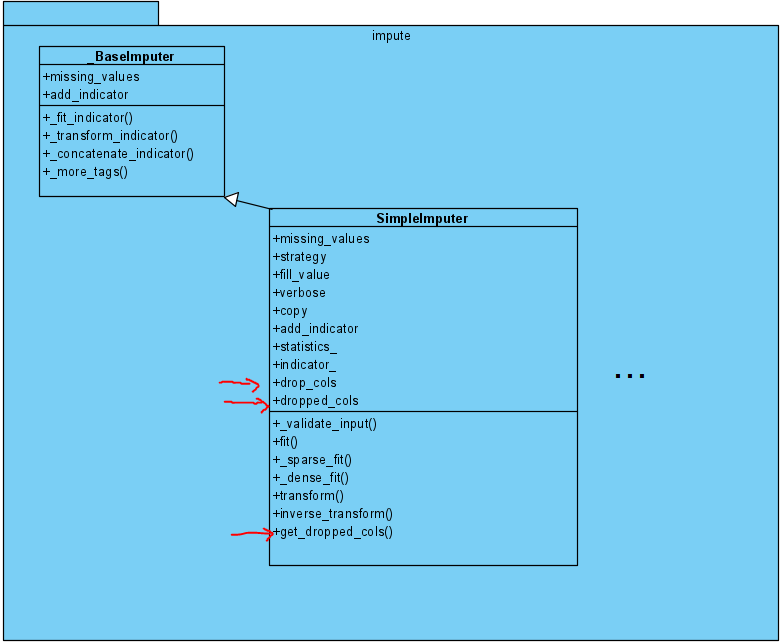 impute
_BaseImputer
+missing_values
+add_indicator
+_fit_indicator()
+_transform_indicator()
+_concatenate_indicator()
+_more_tags()
SimpleImputer
+missing_values
+strategy
+fill_value
+verbose
+copy
+add_indicator
+statistics_
+indicator_
+drop_cols
+dropped_cols
+_validate_input()
+fit()
+_sparse_fit()
+_dense_fit()
+transform()
+inverse_transform()
+get_dropped_cols()
...